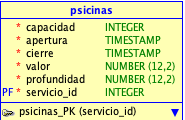 psicinas
* capacidad INTEGER
* apertura TIMESTAMP
* cierre TIMESTAMP
* valor NUMBER (12,2)
* profundidad NUMBER (12,2)
PF * servicio_id INTEGER
psicinas_PK (servicio_id)